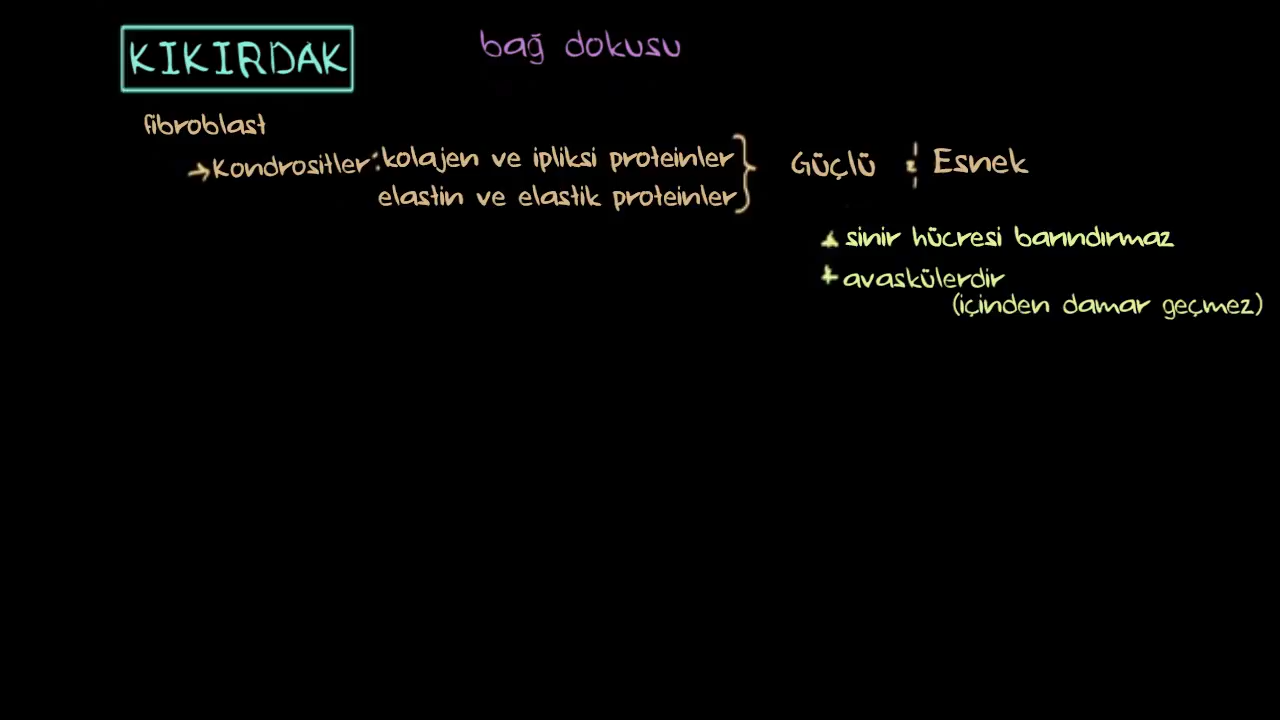 KIKIRDAK
bağ dokusu
fibroblast
→Kondrositler: kolajen ve ipliksi proteinler
elastin ve elastik proteinler
Güçlü
Esnek
sinir hücresi barındırmaz
+ avaskülerdir
(içinden damar geçmez)